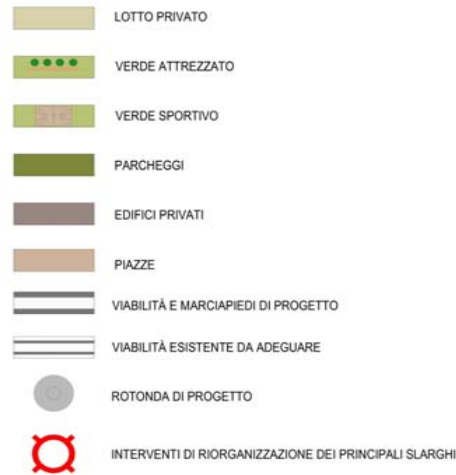 LOTTO PRIVATO
VERDE ATTREZZATO
VERDE SPORTIVO
PARCHEGGI
EDIFICI PRIVATI
PIAZZE
VIABILITÀ E MARCIAPIEDI DI PROGETTO
VIABILITÀ ESISTENTE DA ADEGUARE
ROTONDA DI PROGETTO
INTERVENTI DI RIORGANIZZAZIONE DEI PRINCIPALI SLARGHI